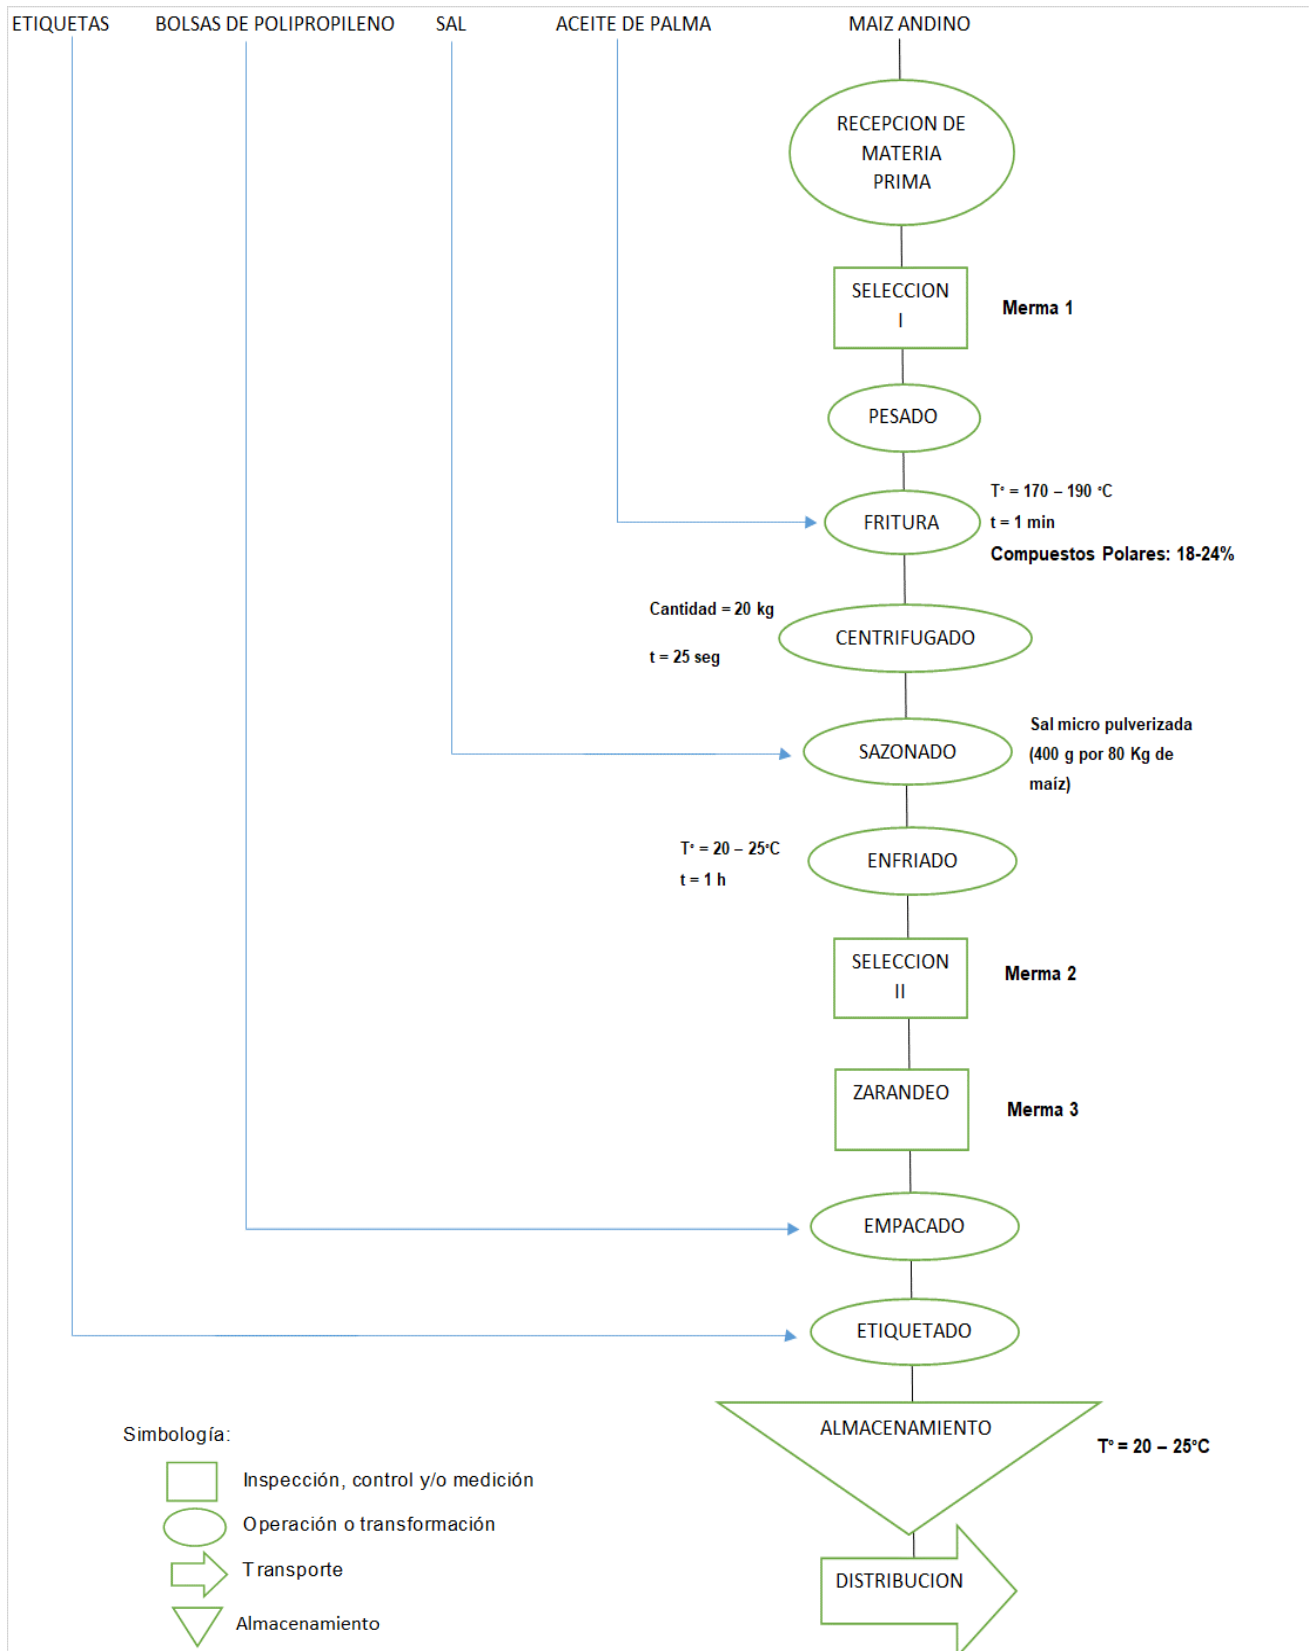 ETIQUETAS
BOLSAS DE POLIPROPILENO
SAL
ACEITE DE PALMA
MAIZ ANDINO
RECEPCION DE
MATERIA
PRIMA
SELECCION
I
Merma 1
PESADO
FRITURA
T° = 170 – 190 °C
t = 1 min
Compuestos Polares: 18-24%
Cantidad = 20 kg
t = 25 seg
CENTRIFUGADO
SAZONADO
Sal micro pulverizada
(400 g por 80 Kg de
maíz)
T° = 20 – 25°C
t = 1 h
ENFRIADO
SELECCION
II
Merma 2
ZARANDEO
Merma 3
EMPACADO
ETIQUETADO
ALMACENAMIENTO
T° = 20 – 25°C
DISTRIBUCION
Simbología:
Inspección, control y/o medición
Operación o transformación
Transporte
Almacenamiento